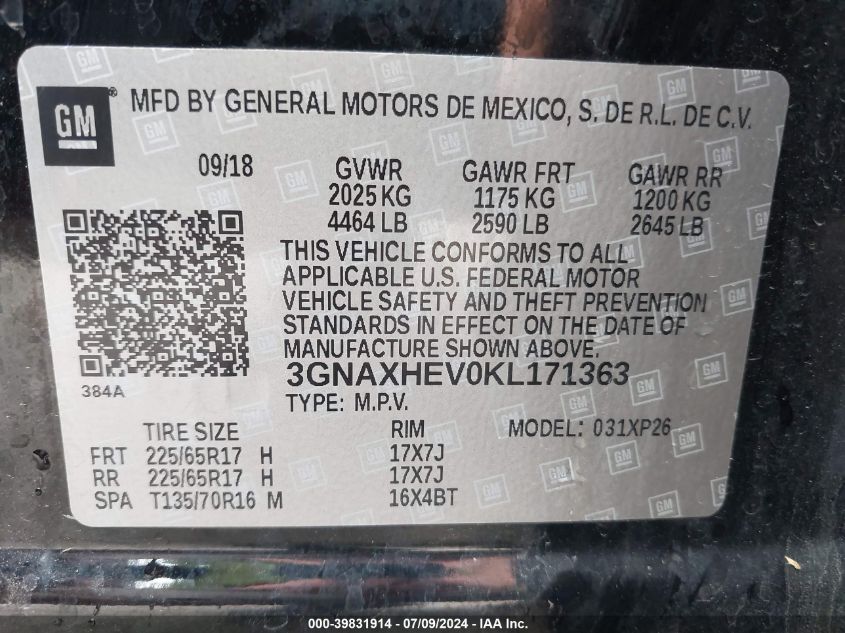 GM ® MFD BY GENERAL MOTORS DE MEXICO, S. DE R.L. DE C.V.
09/18 GVWR GAWR FRT GAWR RR
2025 KG 1175 KG 1200 KG
4464 LB 2590 LB 2645 LB
THIS VEHICLE CONFORMS TO ALL
APPLICABLE U.S. FEDERAL MOTOR
VEHICLE SAFETY AND THEFT PREVENTION
STANDARDS IN EFFECT ON THE DATE OF
MANUFACTURE SHOWN ABOVE.
384A
3GNAXHEV0KL171363
TYPE: M.P.V.
TIRE SIZE RIM MODEL: 031XP26
FRT 225/65R17 H 17X7J
RR 225/65R17 H 17X7J
SPA T135/70R16 M 16X4BT
000-39831914 / 07/09/2024 / IAA Inc.